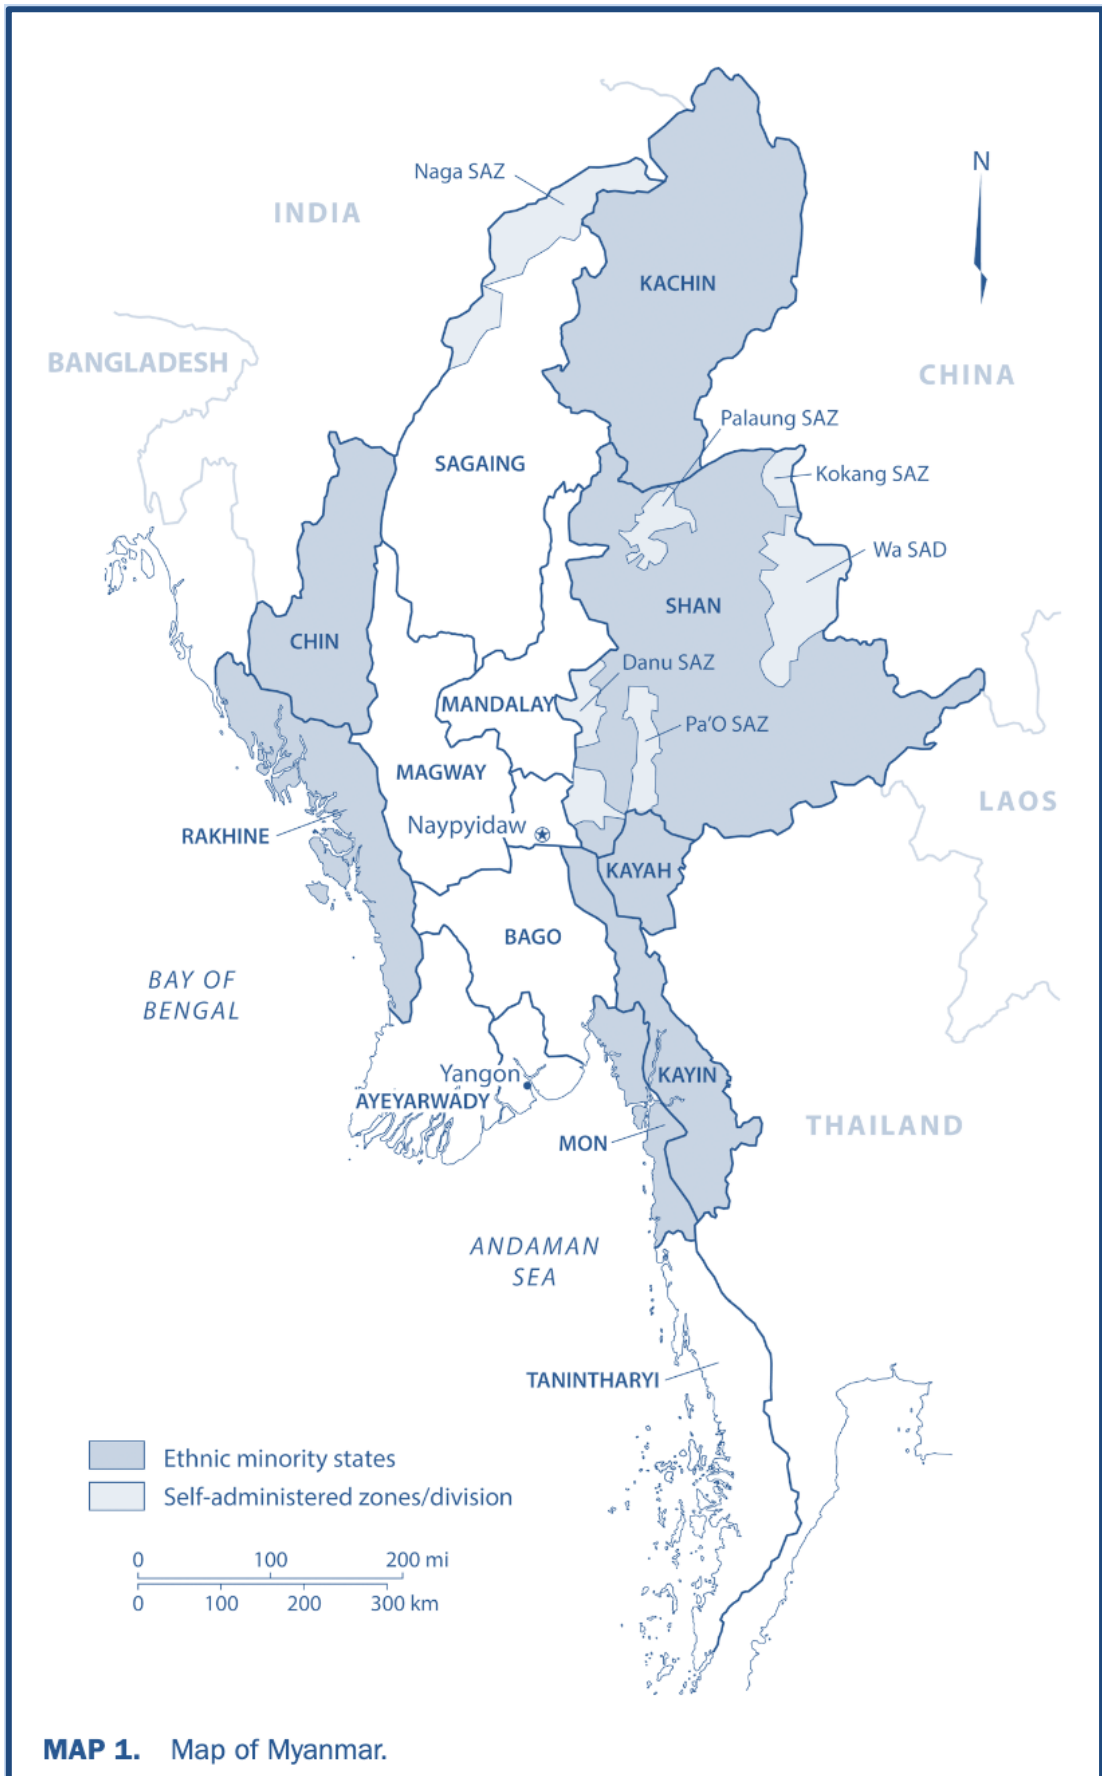 N
Naga SAZ
INDIA
KACHIN
BANGLADESH
CHINA
Palaung SAZ
SAGAING
Kokang SAZ
Wa SAD
SHAN
CHIN
Danu SAZ
MANDALAY
Pa’O SAZ
MAGWAY
LAOS
Naypyidaw
RAKHINE
KAYAH
BAGO
BAY OF
BENGAL
Yangon
KAYIN
AYEYARWADY
THAILAND
MON
ANDAMAN
SEA
TANINTHARYI
Ethnic minority states
Self-administered zones/division
0 100 200 mi
0 100 200 300 km
MAP 1. Map of Myanmar.